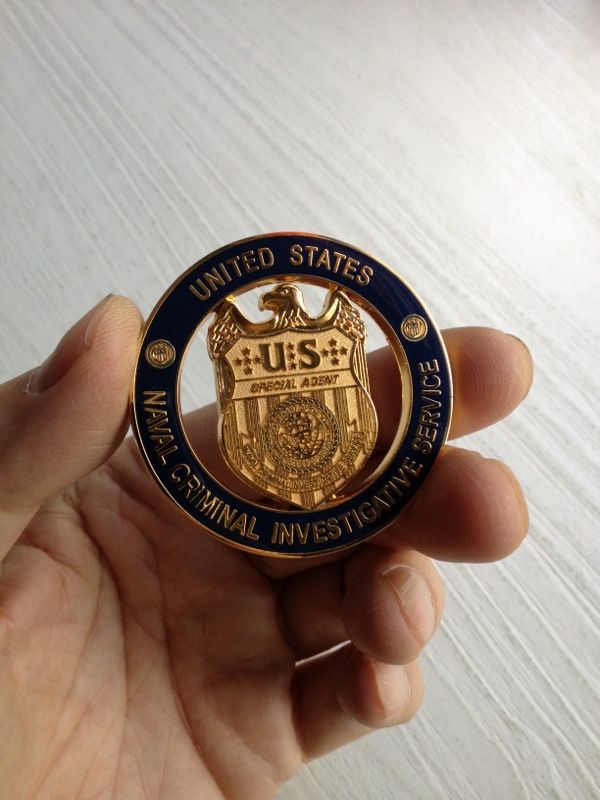 UNITED STATES
U.S
SPECIAL AGENT
NAVAL CRIMINAL INVESTIGATIVE SERVICE